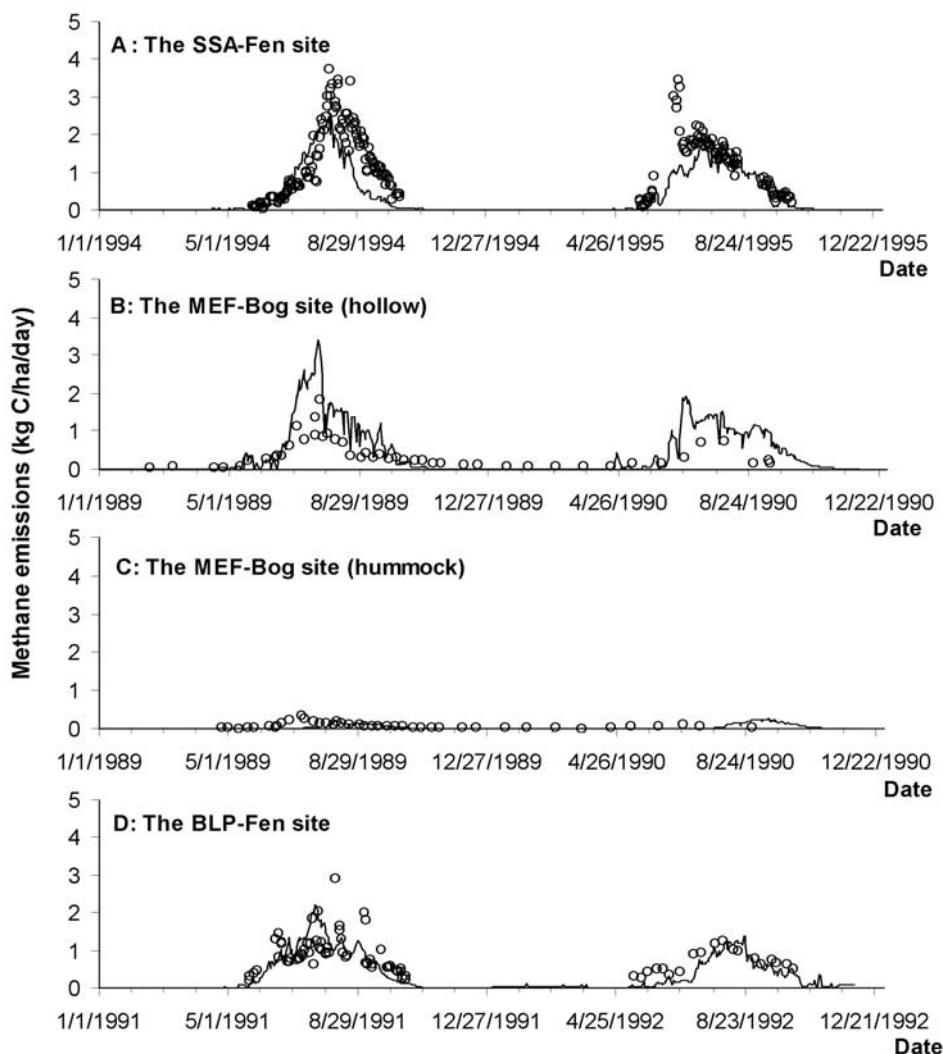 Methane emissions (kg C/ha/day)
A : The SSA-Fen site
5
4
3
2
1
0
1/1/1994 5/1/1994 8/29/1994 12/27/1994 4/26/1995 8/24/1995 12/22/1995
Date
B: The MEF-Bog site (hollow)
5
4
3
2
1
0
1/1/1989 5/1/1989 8/29/1989 12/27/1989 4/26/1990 8/24/1990 12/22/1990
Date
C: The MEF-Bog site (hummock)
5
4
3
2
1
0
1/1/1989 5/1/1989 8/29/1989 12/27/1989 4/26/1990 8/24/1990 12/22/1990
Date
D: The BLP-Fen site
5
4
3
2
1
0
1/1/1991 5/1/1991 8/29/1991 12/27/1991 4/25/1992 8/23/1992 12/21/1992
Date